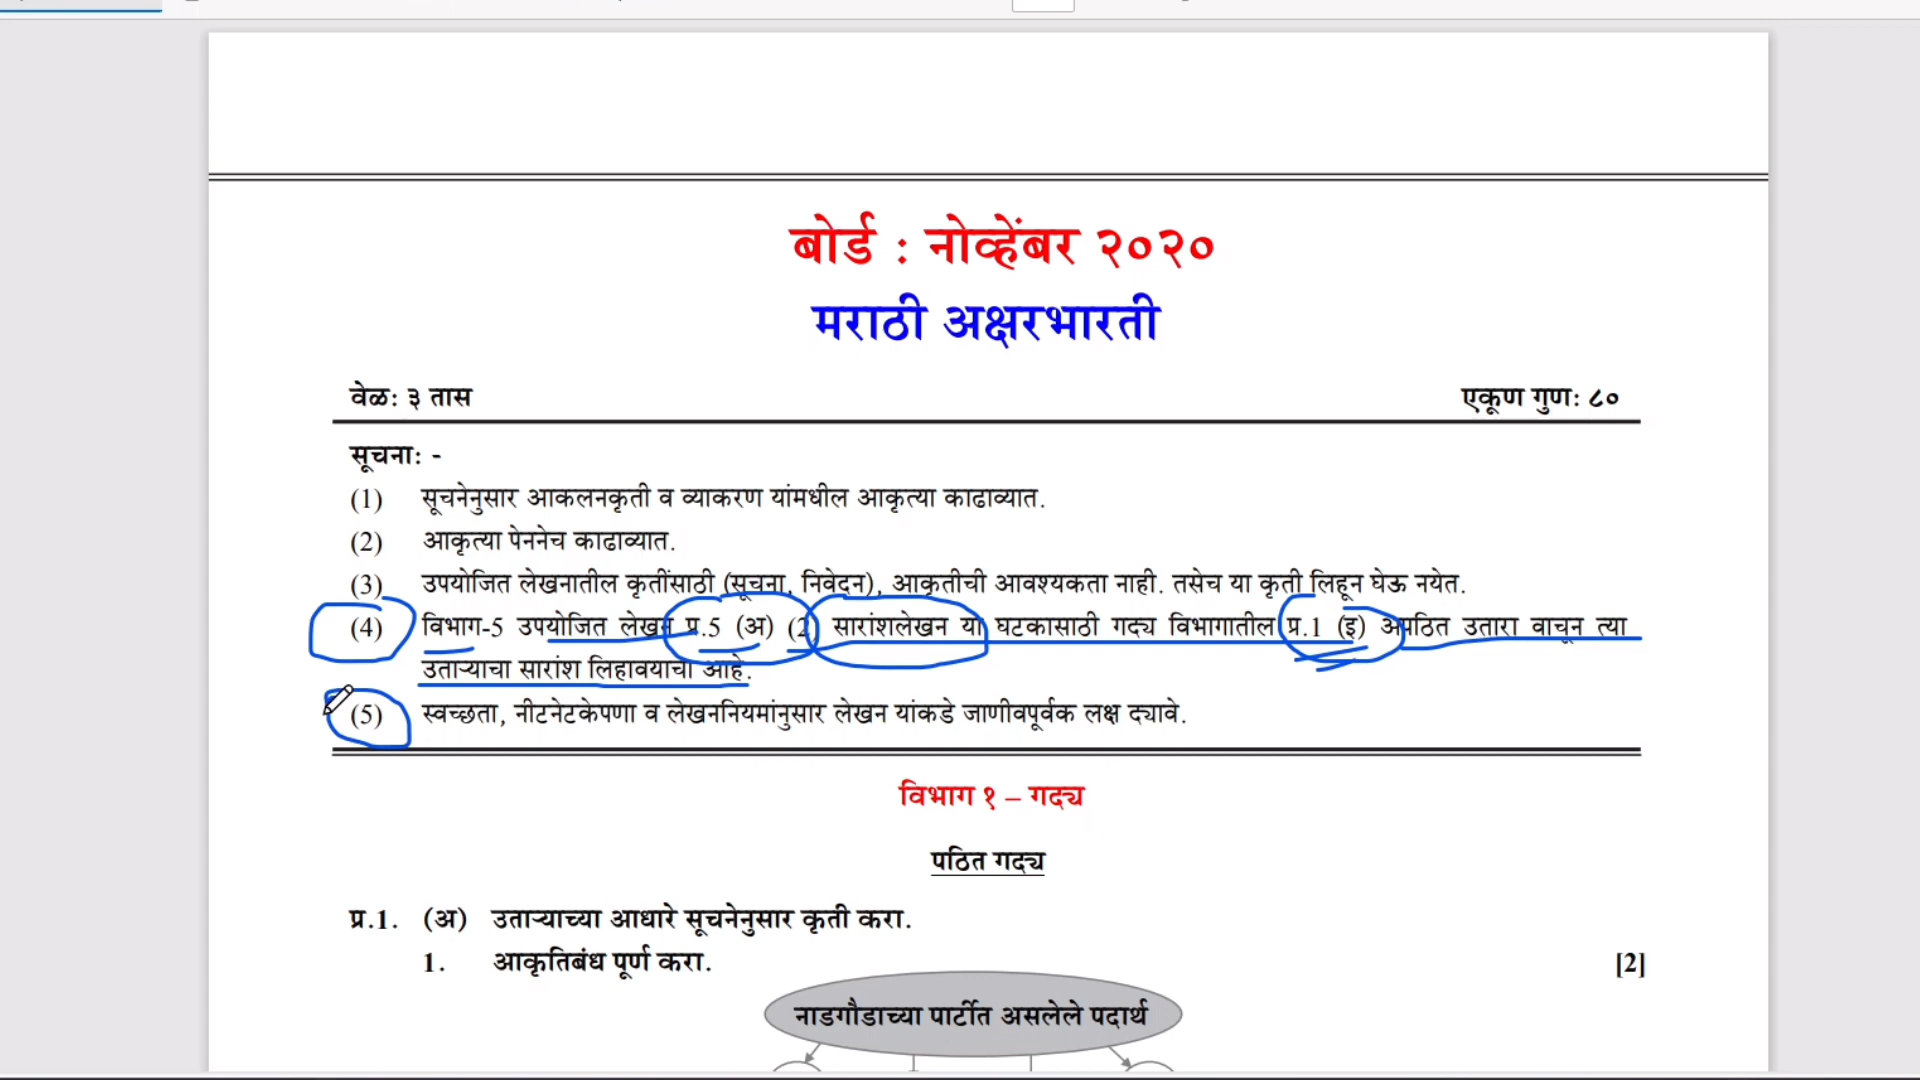 बोर्ड : नोव्हेंबर २०२०
मराठी अक्षरभारती
वेळ: ३ तास एकूण गुण: ८०
सूचना: -
(1) सूचनेनुसार आकलनकृती व व्याकरण यांमधील आकृत्या काढाव्यात.
(2) आकृत्या पेननेच काढाव्यात.
(3) उपयोजित लेखनातील कृतींसाठी (सूचना, निवेदन), आकृतीची आवश्यकता नाही. तसेच या कृती लिहून घेऊ नयेत.
(4) विभाग-5 उपयोजित लेखन प्र.5 (अ) (2) सारांशलेखन या घटकासाठी गद्य विभागातील प्र.1 (इ) अपठित उतारा वाचून त्या
उताऱ्याचा सारांश लिहावयाचा आहे.
(5) स्वच्छता, नीटनेटकेपणा व लेखननियमांनुसार लेखन यांकडे जाणीवपूर्वक लक्ष द्यावे.
विभाग १ – गद्य
पठित गद्य
प्र.1. (अ) उताऱ्याच्या आधारे सूचनेनुसार कृती करा.
1. आकृतिबंध पूर्ण करा. [2]
नाडगौडाच्या पार्टीत असलेले पदार्थ